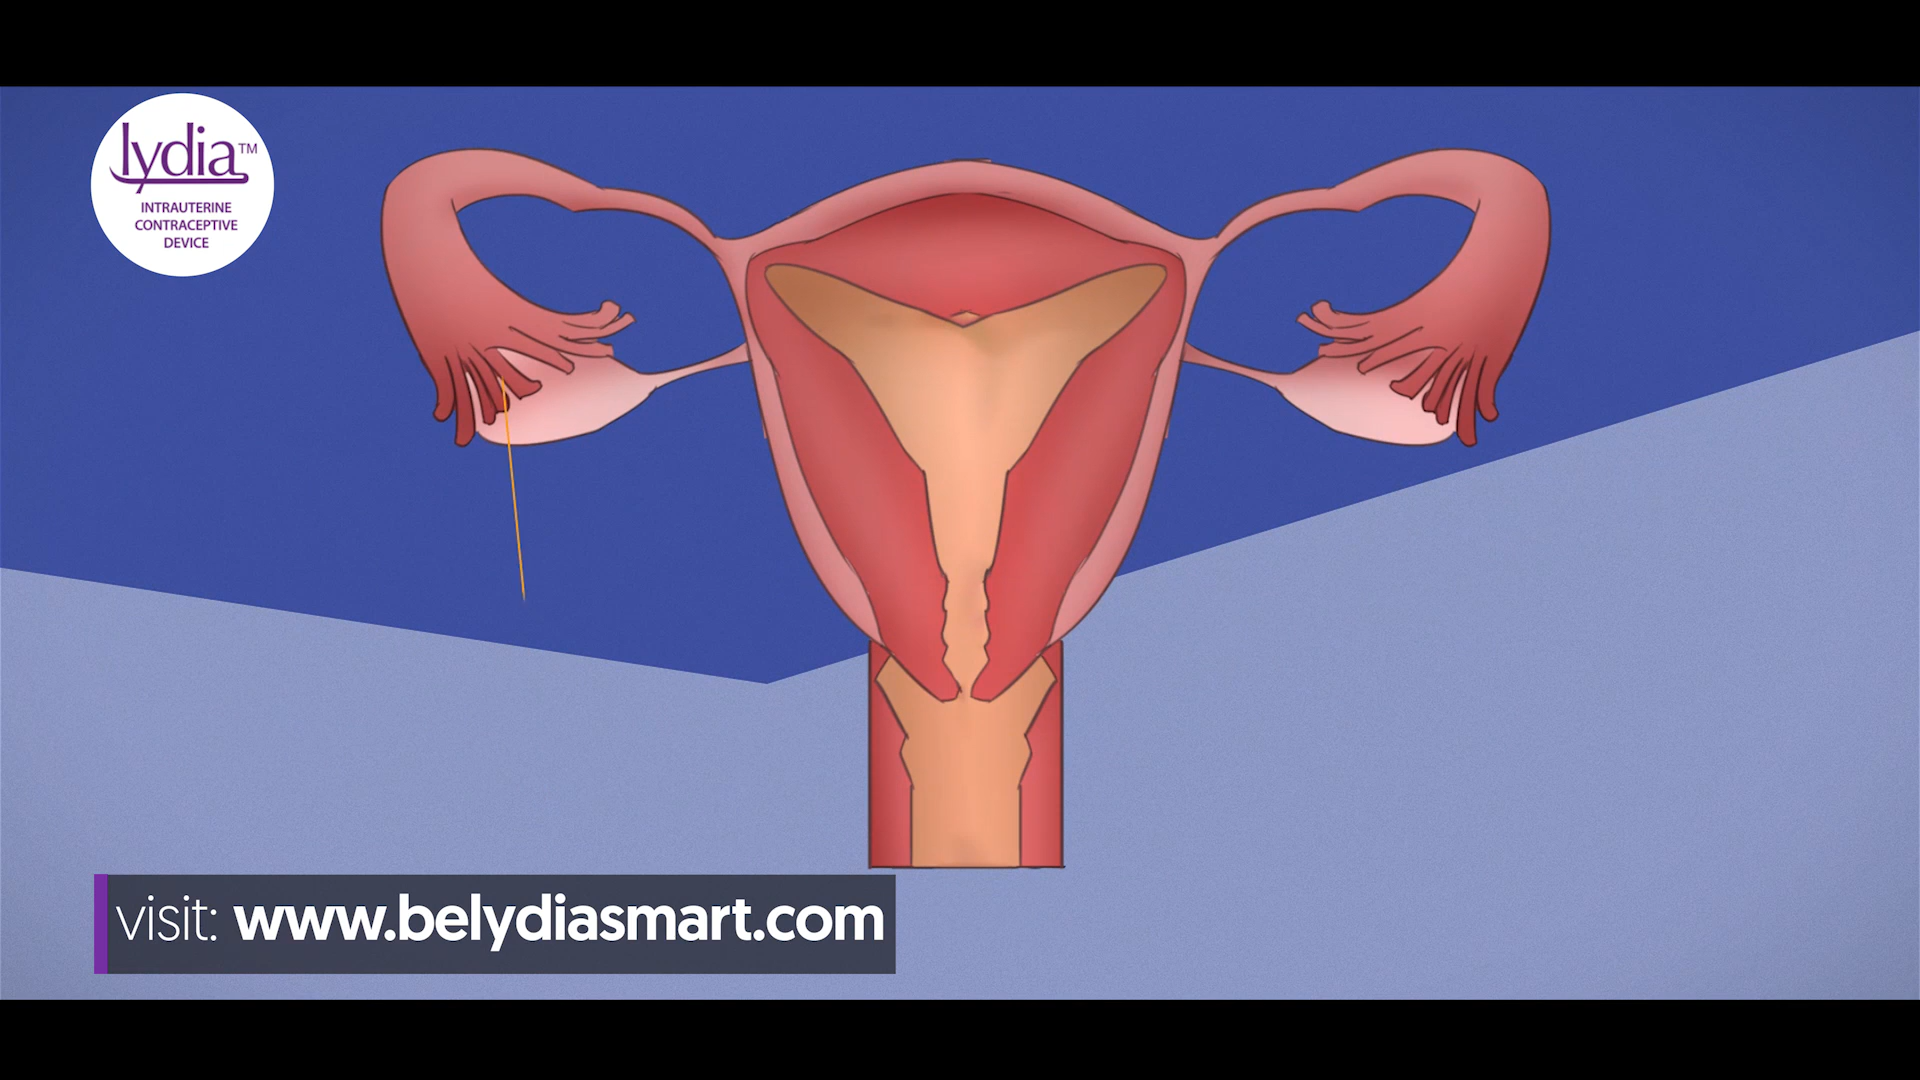 lydia™
INTRAUTERINE
CONTRACEPTIVE
DEVICE
visit: www.belydiasmart.com